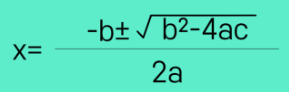 x= -b± √b²-4ac
2a